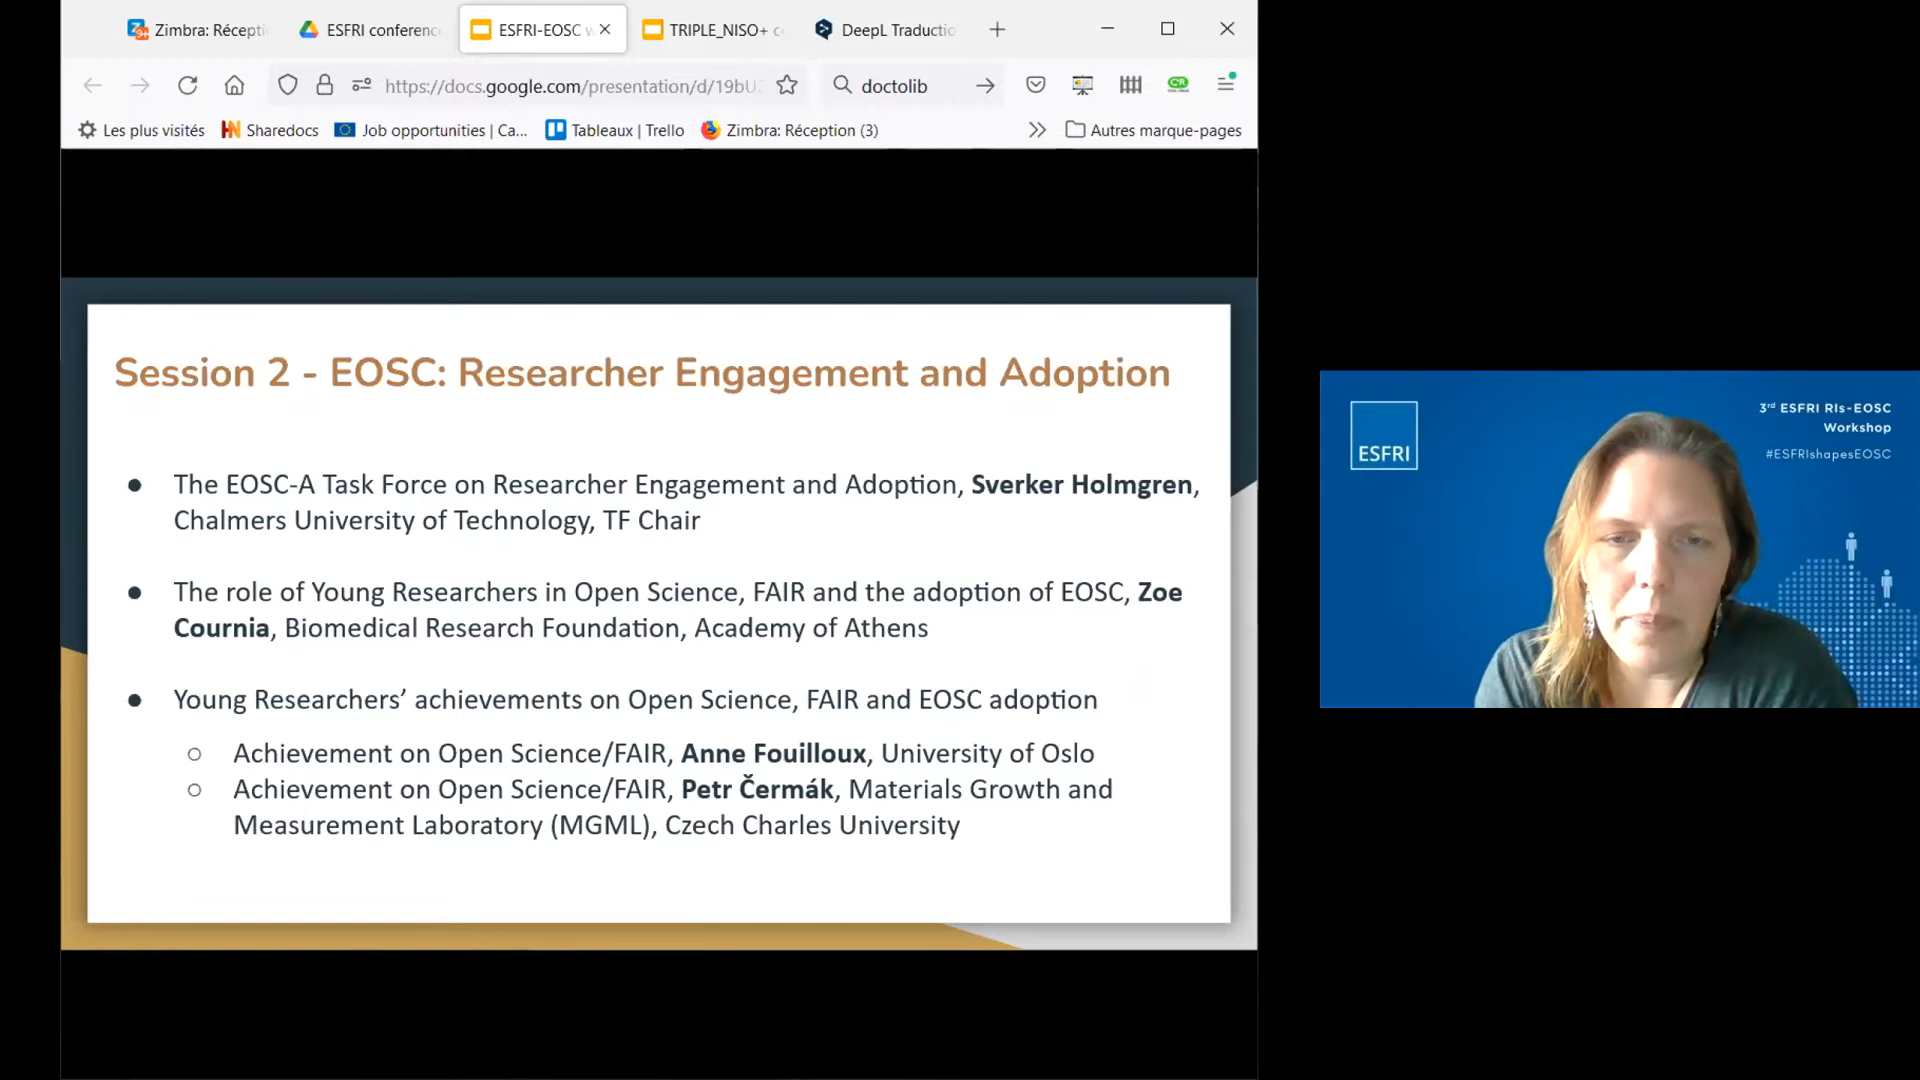 Zimbra: Récepti
ESFRI conferenc
ESFRI-EOSC w
TRIPLE_NISO+ c
DeepL Traductio
https://docs.google.com/presentation/d/19bU
doctolib
Les plus visités
Sharedocs
Job opportunities | Ca...
Tableaux | Trello
Zimbra: Réception (3)
Autres marque-pages
Session 2 - EOSC: Researcher Engagement and Adoption
● The EOSC-A Task Force on Researcher Engagement and Adoption, Sverker Holmgren,
Chalmers University of Technology, TF Chair
● The role of Young Researchers in Open Science, FAIR and the adoption of EOSC, Zoe
Cournia, Biomedical Research Foundation, Academy of Athens
● Young Researchers’ achievements on Open Science, FAIR and EOSC adoption
○ Achievement on Open Science/FAIR, Anne Fouilloux, University of Oslo
○ Achievement on Open Science/FAIR, Petr Čermák, Materials Growth and
Measurement Laboratory (MGML), Czech Charles University
ESFRI
3rd ESFRI RIs-EOSC
Workshop
#ESFRIshapesEOSC